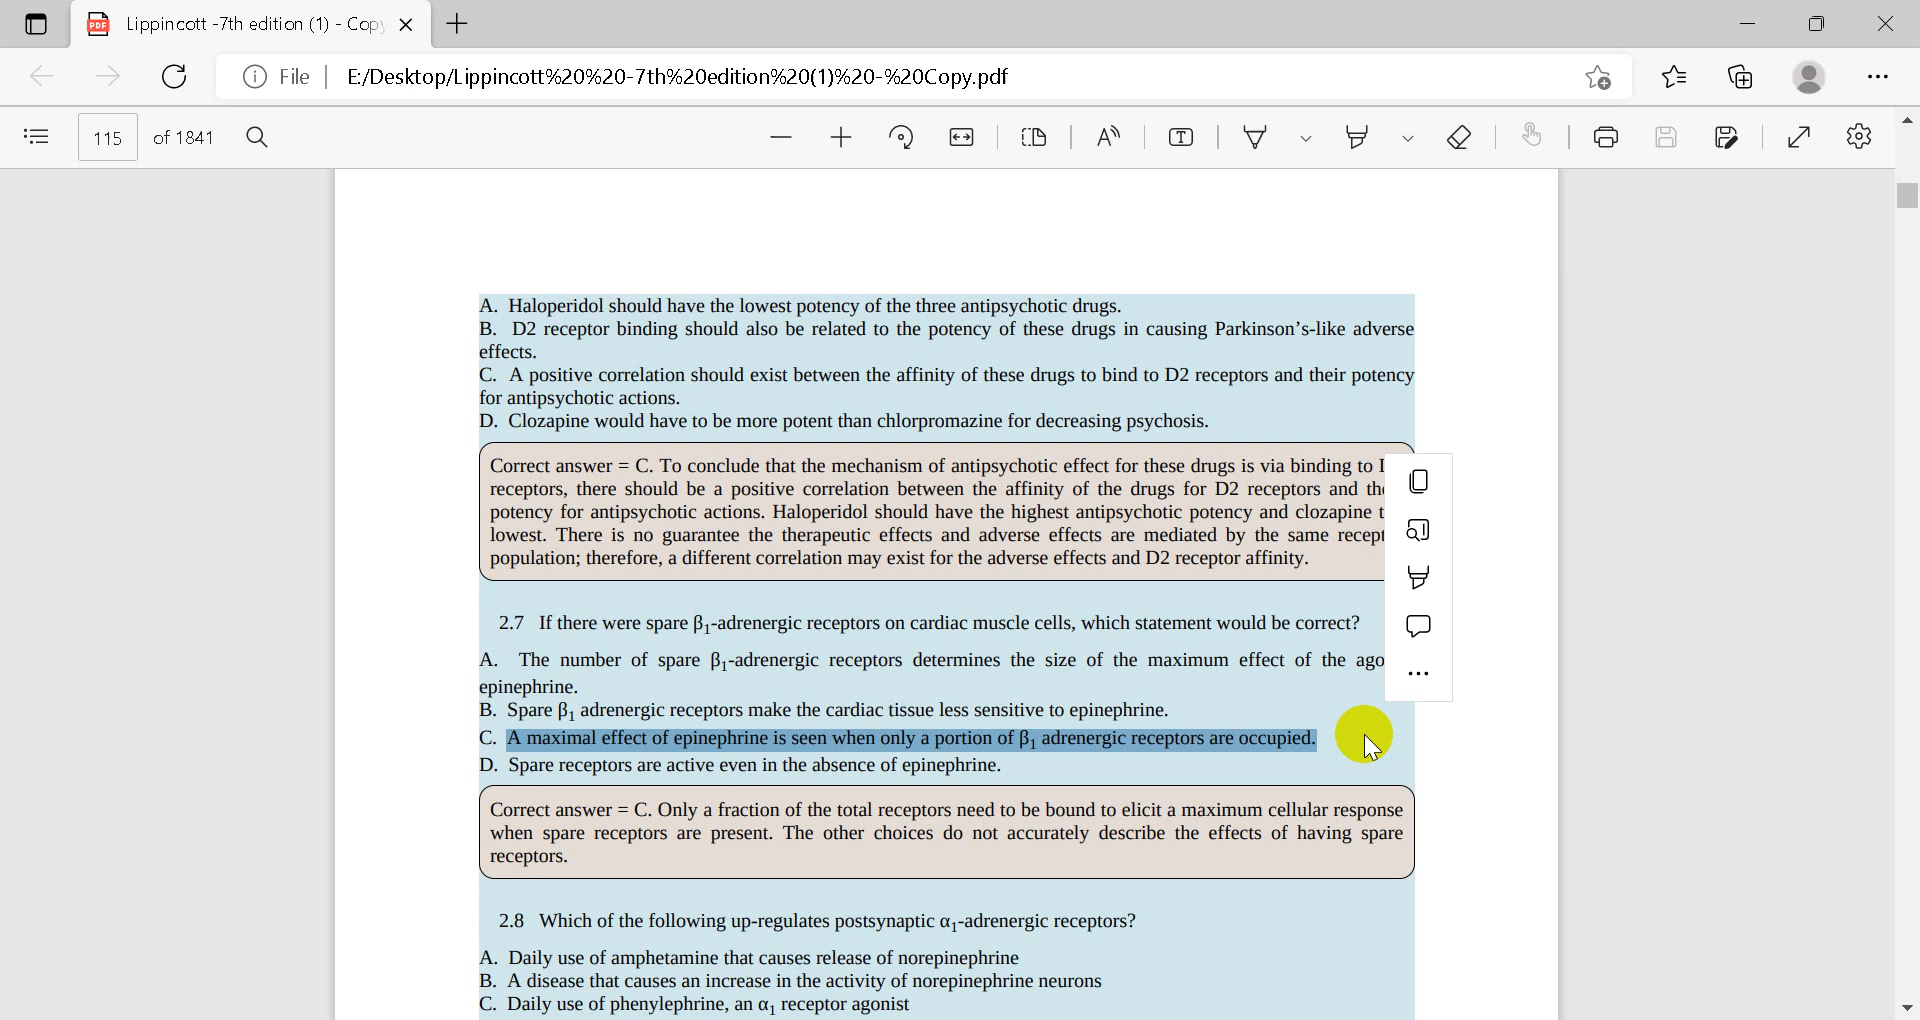 Lippincott -7th edition (1) - Copy
File
E:/Desktop/Lippincott%20%20-7th%20edition%20(1)%20-%20Copy.pdf
115 of 1841
A. Haloperidol should have the lowest potency of the three antipsychotic drugs.
B. D2 receptor binding should also be related to the potency of these drugs in causing Parkinson’s-like adverse
effects.
C. A positive correlation should exist between the affinity of these drugs to bind to D2 receptors and their potency
for antipsychotic actions.
D. Clozapine would have to be more potent than chlorpromazine for decreasing psychosis.
Correct answer = C. To conclude that the mechanism of antipsychotic effect for these drugs is via binding to
receptors, there should be a positive correlation between the affinity of the drugs for D2 receptors and
potency for antipsychotic actions. Haloperidol should have the highest antipsychotic potency and clozapine
lowest. There is no guarantee the therapeutic effects and adverse effects are mediated by the same
population; therefore, a different correlation may exist for the adverse effects and D2 receptor affinity.
2.7 If there were spare β₁-adrenergic receptors on cardiac muscle cells, which statement would be correct?
A. The number of spare β₁-adrenergic receptors determines the size of the maximum effect of the
epinephrine.
B. Spare β₁ adrenergic receptors make the cardiac tissue less sensitive to epinephrine.
C. A maximal effect of epinephrine is seen when only a portion of β₁ adrenergic receptors are occupied.
D. Spare receptors are active even in the absence of epinephrine.
Correct answer = C. Only a fraction of the total receptors need to be bound to elicit a maximum cellular response
when spare receptors are present. The other choices do not accurately describe the effects of having spare
receptors.
2.8 Which of the following up-regulates postsynaptic α₁-adrenergic receptors?
A. Daily use of amphetamine that causes release of norepinephrine
B. A disease that causes an increase in the activity of norepinephrine neurons
C. Daily use of phenylephrine, an α₁ receptor agonist